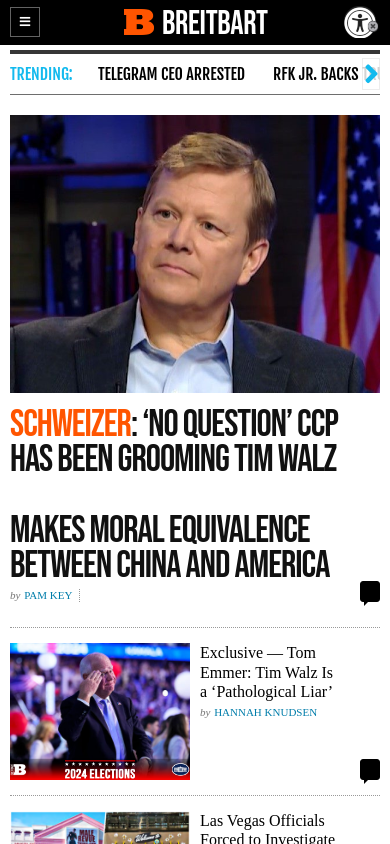 BREITBART
TRENDING: TELEGRAM CEO ARRESTED RFK JR. BACKS
SCHWEIZER: ‘NO QUESTION’ CCP
HAS BEEN GROOMING TIM WALZ
MAKES MORAL EQUIVALENCE
BETWEEN CHINA AND AMERICA
by PAM KEY
Exclusive — Tom
Emmer: Tim Walz Is
a ‘Pathological Liar’
by HANNAH KNUDSEN
2024 ELECTIONS
Las Vegas Officials
Forced to Investigate
MALE
REVUE